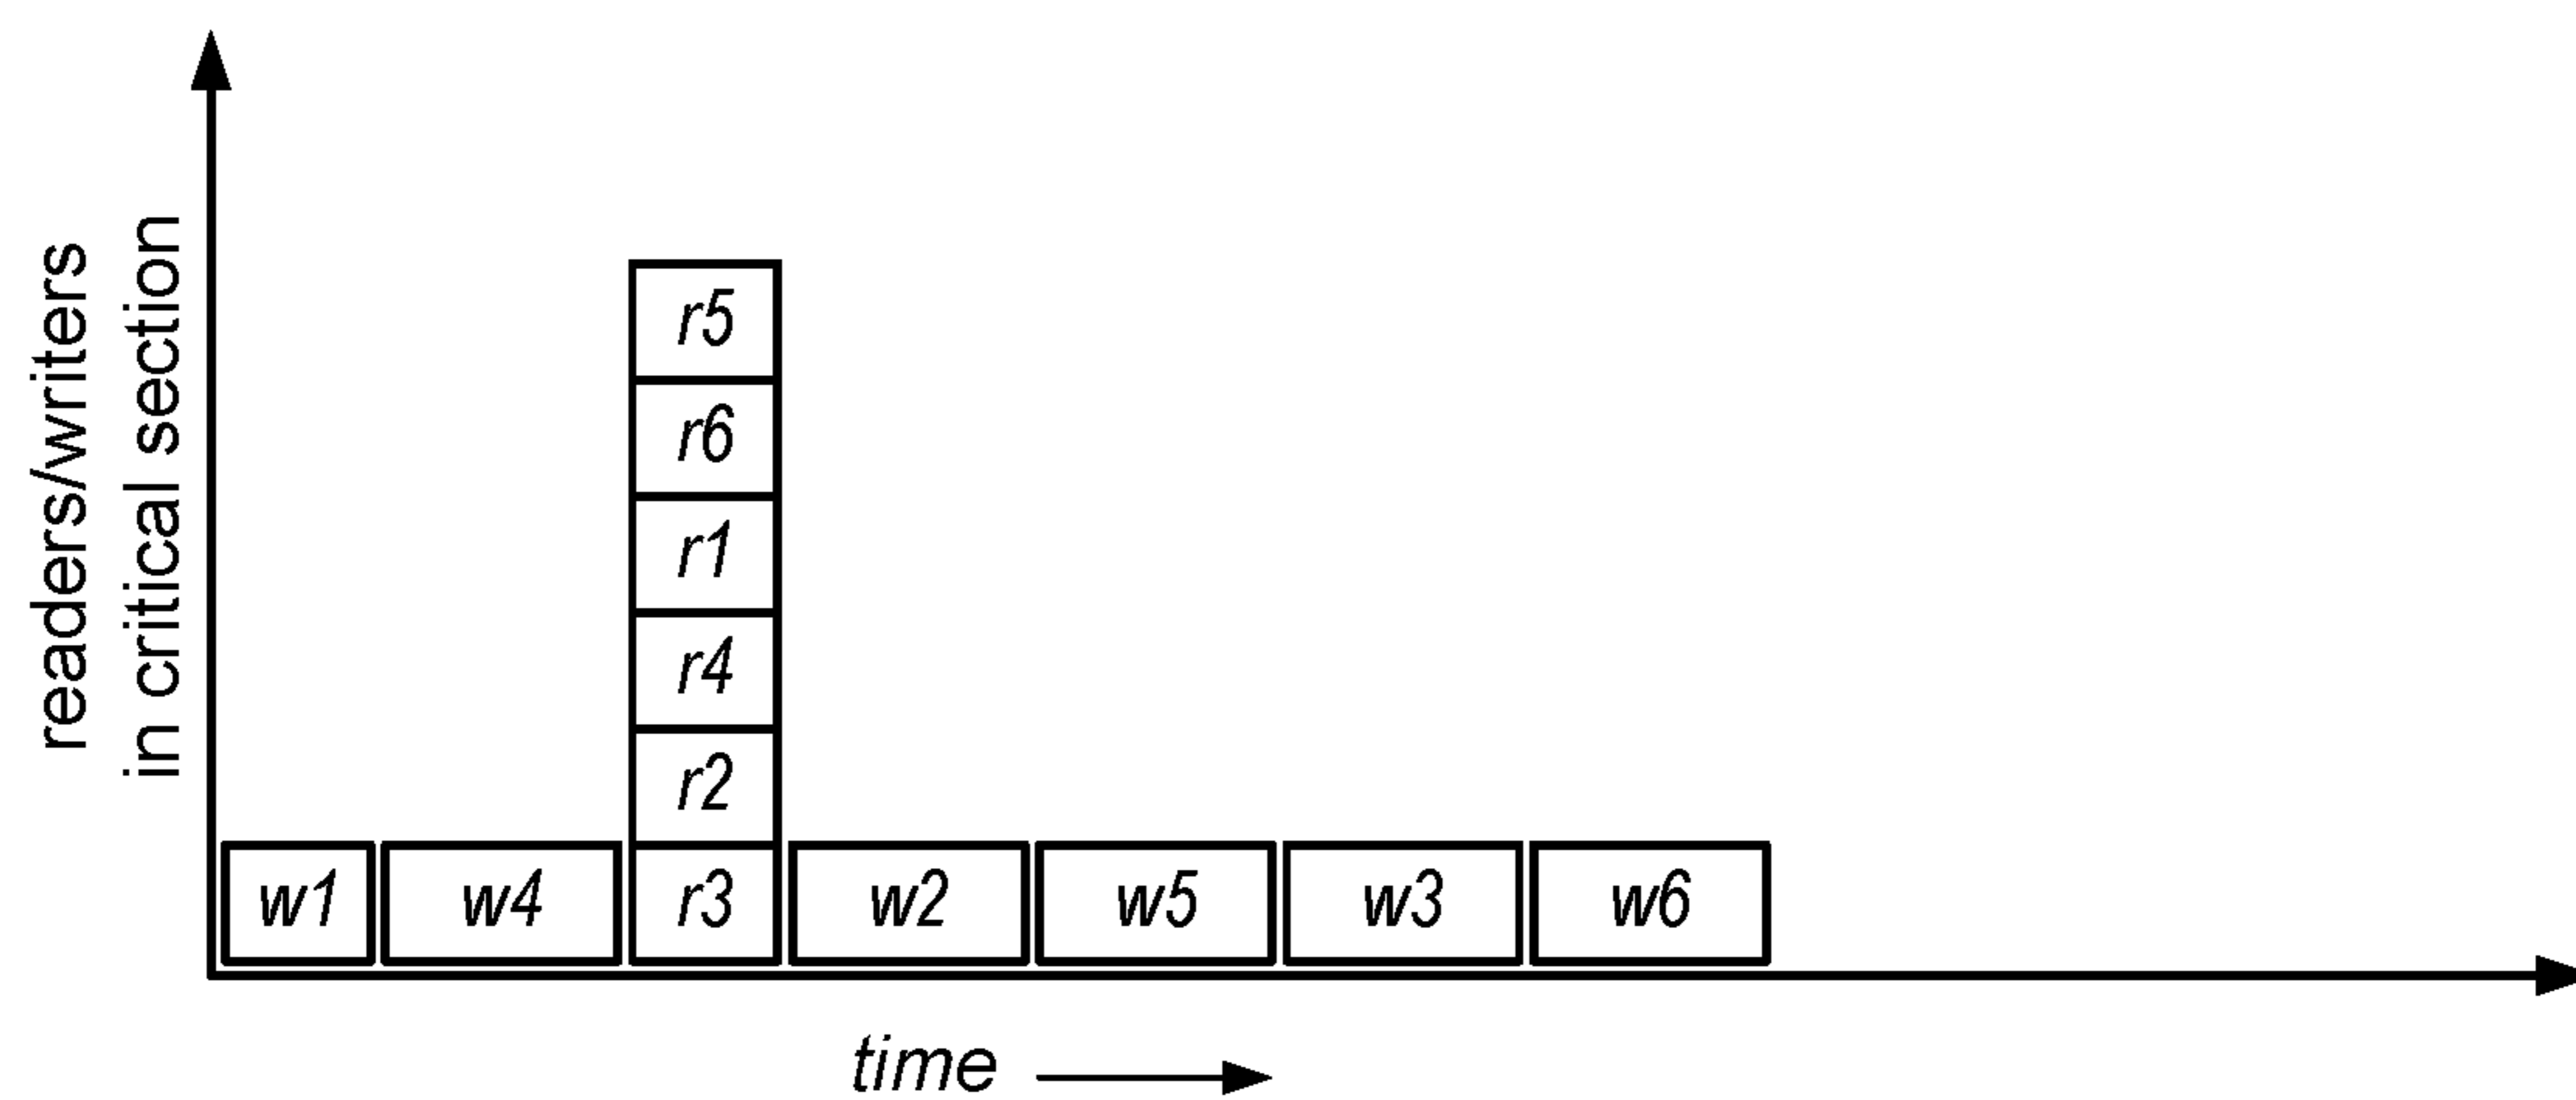 readers/writers
in critical section
r5
r6
r1
r4
r2
w1 w4 r3 w2 w5 w3 w6
time